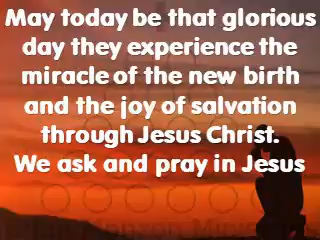 May today be that glorious
day they experience the
miracle of the new birth
and the joy of salvation
through Jesus Christ.
We ask and pray in Jesus